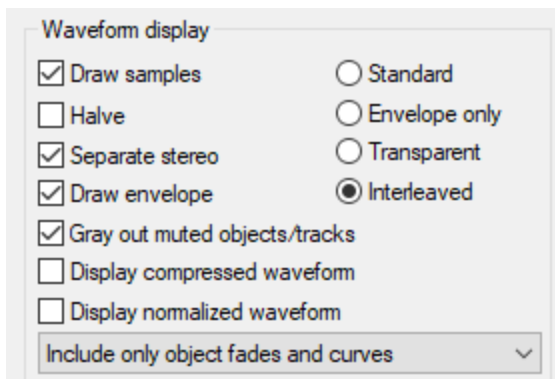 Waveform display
Draw samples
Standard
Halve
Envelope only
Separate stereo
Transparent
Draw envelope
Interleaved
Gray out muted objects/tracks
Display compressed waveform
Display normalized waveform
Include only object fades and curves